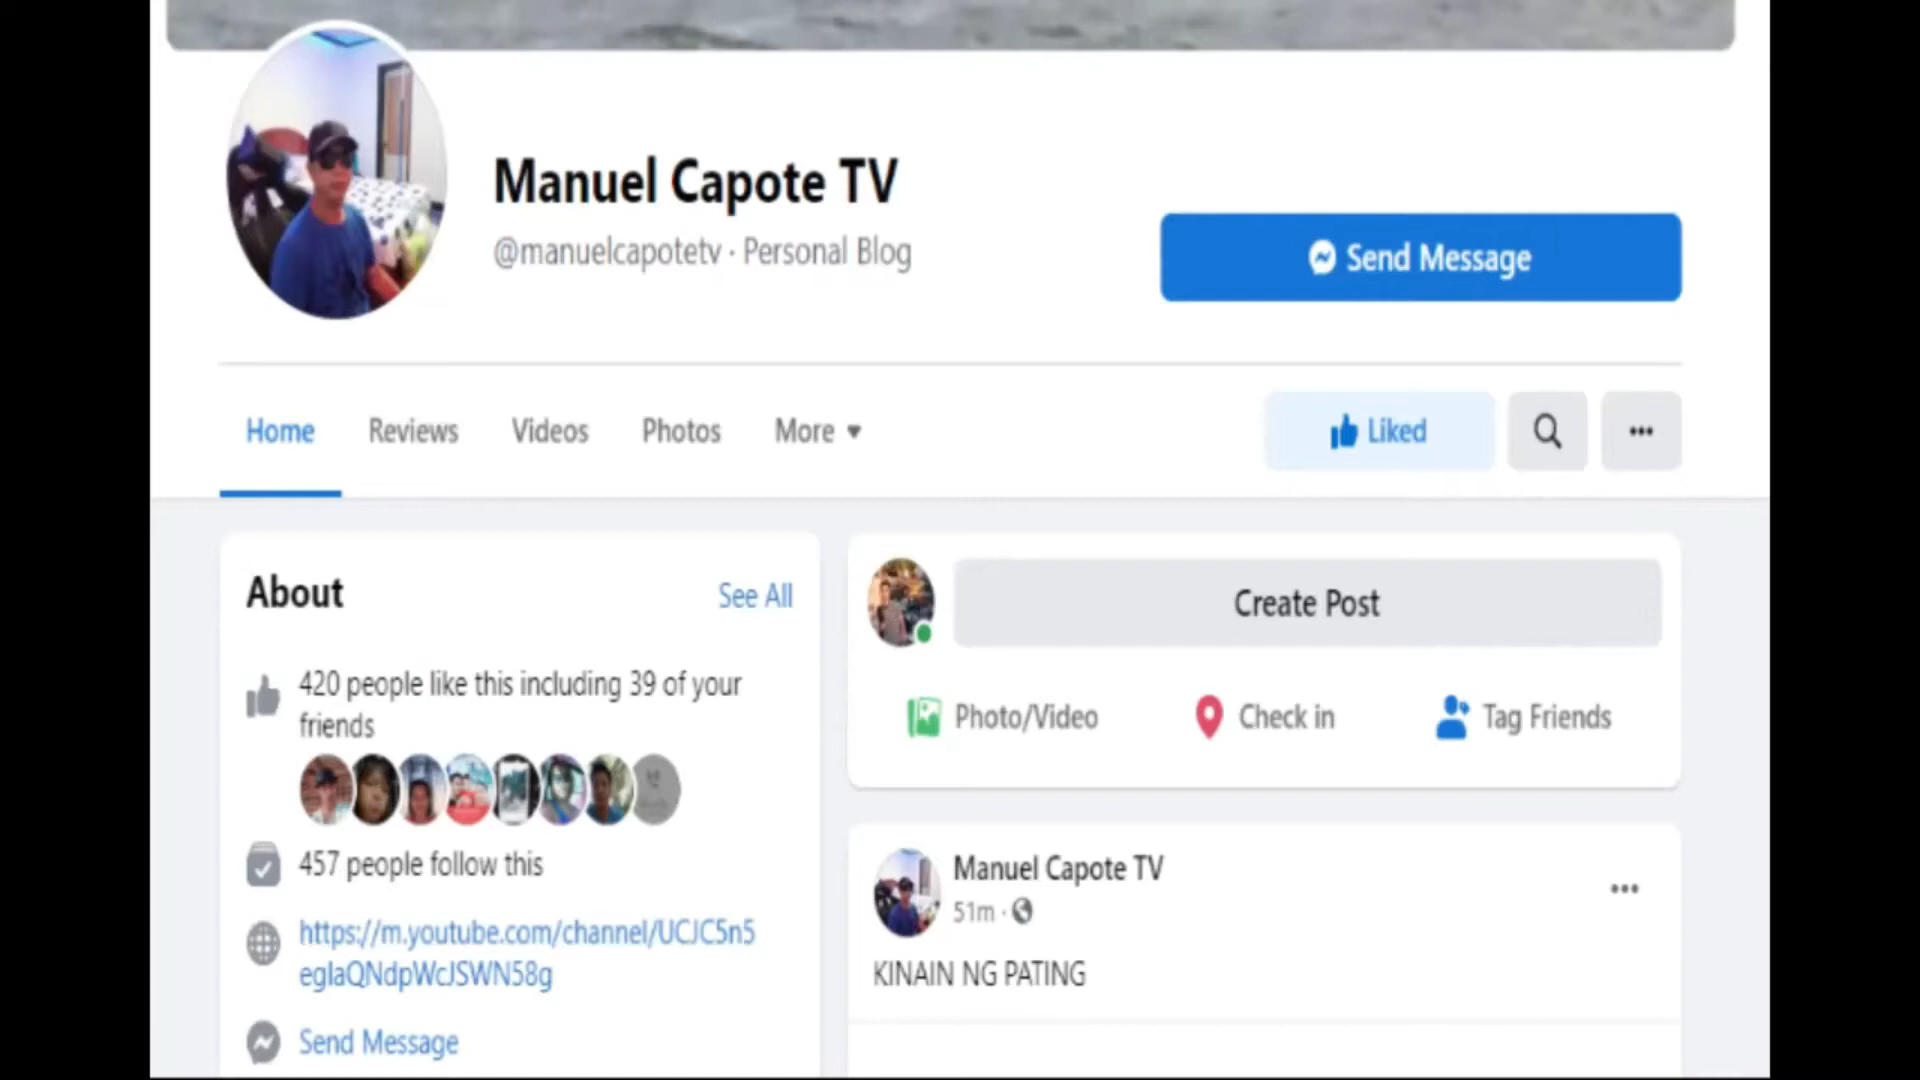 Manuel Capote TV
@manuelcapotetv · Personal Blog
Send Message
Home
Reviews
Videos
Photos
More
Liked
About
See All
420 people like this including 39 of your
friends
457 people follow this
https://m.youtube.com/channel/UCJC5n5
eglaQNdpWcJSWN58g
Send Message
Create Post
Photo/Video
Check in
Tag Friends
Manuel Capote TV
51m ·
KINAIN NG PATING